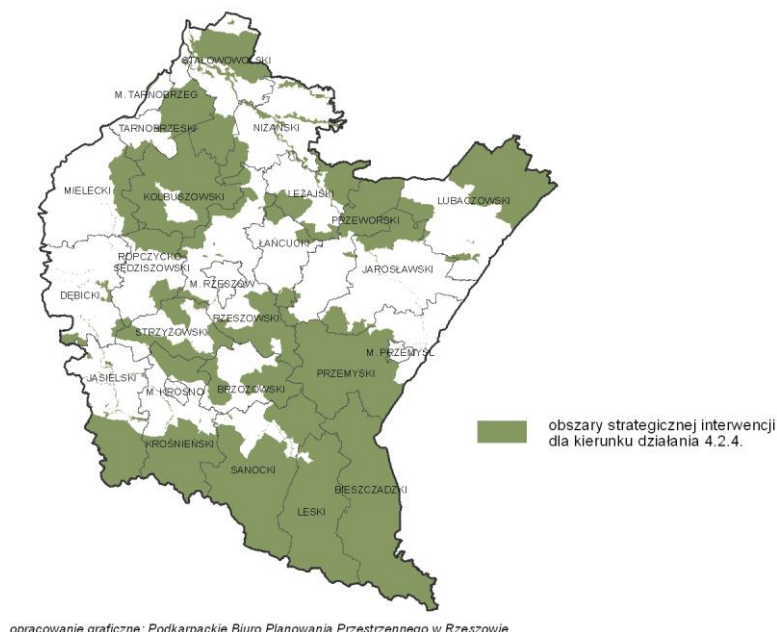 STALOWOWOLSKI
M. TARNOBRZEG
TARNOBRZESKI
NIŻAŃSKI
MIELECKI
KOLBUSZOWSKI
LEŻAJSKI
LUBACZOWSKI
PRZEWORSKI
ŁAŃCUCKI
ROPCZYCKO-
SĘDZISZOWSKI
JAROSŁAWSKI
M. RZESZÓW
DĘBICKI
RZESZOWSKI
STRZYŻOWSKI
M. PRZEMYŚL
PRZEMYSKI
JASIELSKI
M. KROSNO
BRZOZOWSKI
obszary strategicznej interwencji
dla kierunku działania 4.2.4.
KROŚNIEŃSKI
SANOCKI
BIESZCZADZKI
LESKI
opracowanie graficzne: Podkarpackie Biuro Planowania Przestrzennego w Rzeszowie